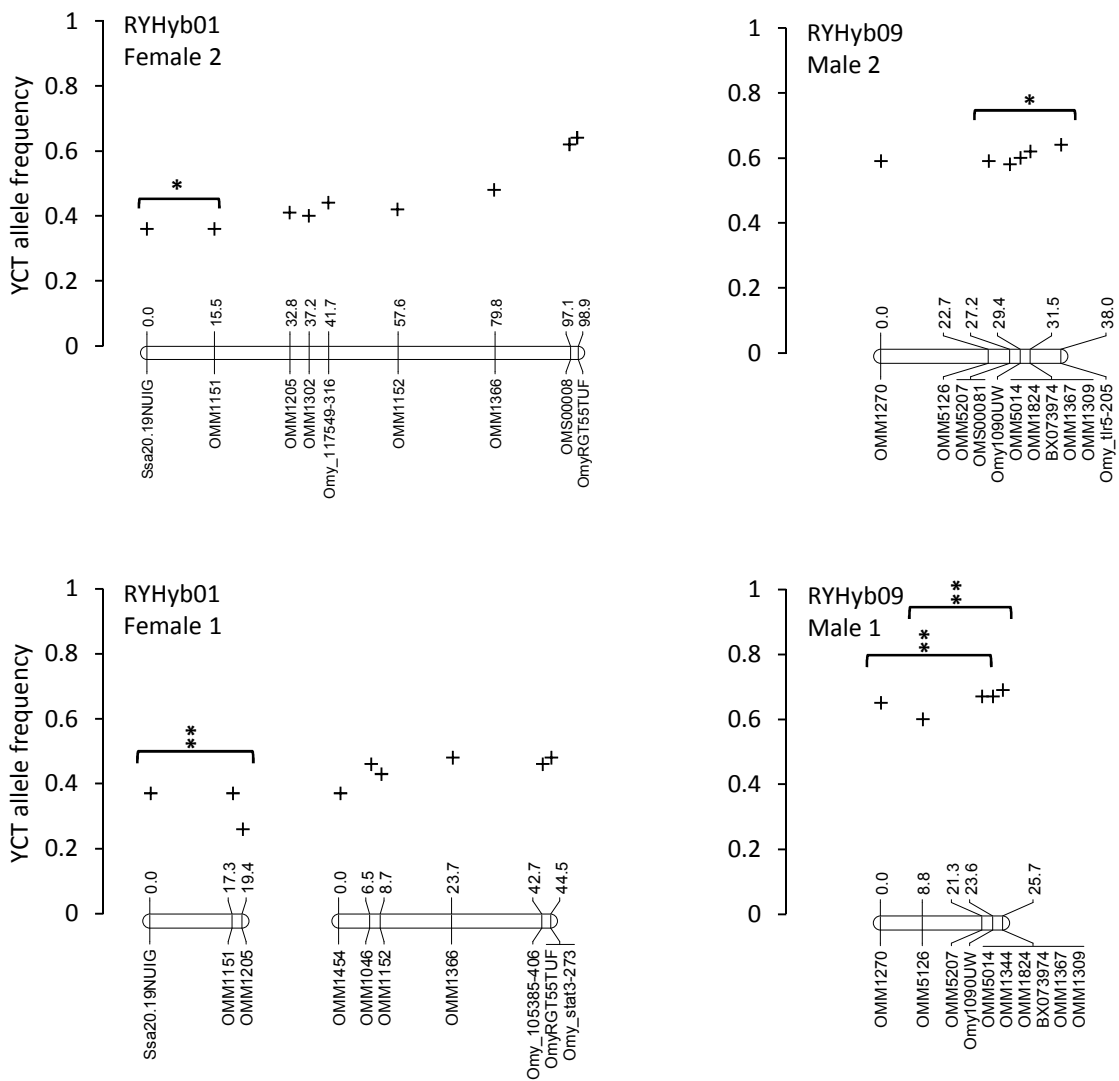 RYHyb01
Female 2
YCT allele frequency
1
0.8
0.6
0.4
0.2
0
*
0.0
15.5
32.8
37.2
41.7
57.6
79.8
97.1
98.9
Ssa20.19NUIG
OMM1151
OMM1205
OMM1302
Omy_117549-316
OMM1152
OMM1366
OMS00008
OmyRGT55TUF
RYHyb09
Male 2
1
0.8
0.6
0.4
0.2
0
*
0.0
22.7
27.2
29.4
31.5
38.0
OMM1270
OMM5126
OMM5207
OMS00081
Omy1090UW
OMM5014
OMM1824
BX073974
OMM1367
OMM1309
Omy_tlr5-205
RYHyb01
Female 1
YCT allele frequency
1
0.8
0.6
0.4
0.2
0
**
0.0
17.3
19.4
0.0
6.5
8.7
23.7
42.7
44.5
Ssa20.19NUIG
OMM1151
OMM1205
OMM1454
OMM1046
OMM1152
OMM1366
Omy_105385-406
OmyRGT55TUF
Omy_stat3-273
RYHyb09
Male 1
1
0.8
0.6
0.4
0.2
0
**
**
0.0
8.8
21.3
23.6
25.7
OMM1270
OMM5126
OMM5207
Omy1090UW
OMM5014
OMM1344
OMM1824
BX073974
OMM1367
OMM1309